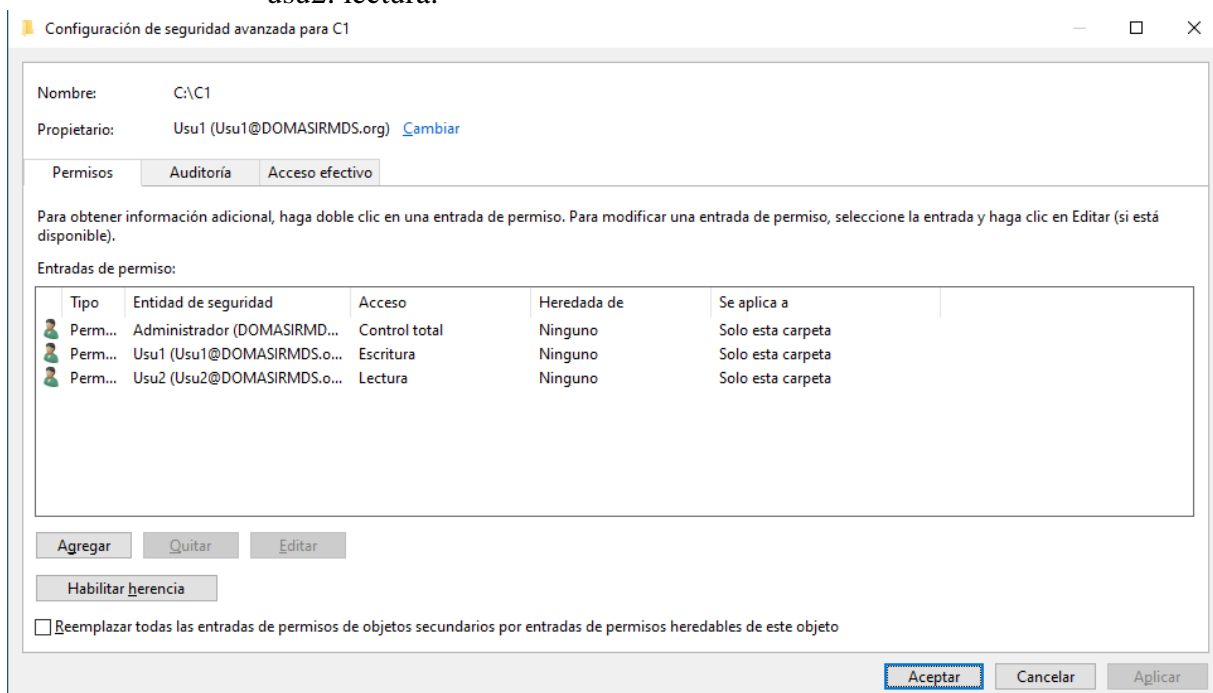 usu2: lectura.
Configuración de seguridad avanzada para C1
Nombre: C:\C1
Propietario: Usu1 (Usu1@DOMASIRMDS.org) Cambiar
Permisos Auditoría Acceso efectivo
Para obtener información adicional, haga doble clic en una entrada de permiso. Para modificar una entrada de permiso, seleccione la entrada y haga clic en Editar (si está
disponible).
Entradas de permiso:
Tipo Entidad de seguridad Acceso Heredada de Se aplica a
Perm... Administrador (DOMASIRMD... Control total Ninguno Solo esta carpeta
Perm... Usu1 (Usu1@DOMASIRMDS.o... Escritura Ninguno Solo esta carpeta
Perm... Usu2 (Usu2@DOMASIRMDS.o... Lectura Ninguno Solo esta carpeta
Agregar Quitar Editar
Habilitar herencia
Reemplazar todas las entradas de permisos de objetos secundarios por entradas de permisos heredables de este objeto
Aceptar Cancelar Aplicar